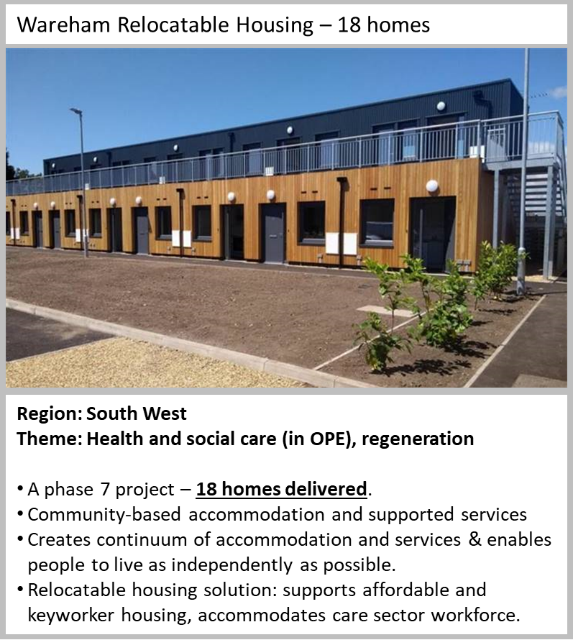 Wareham Relocatable Housing – 18 homes
Region: South West
Theme: Health and social care (in OPE), regeneration
• A phase 7 project – 18 homes delivered.
• Community-based accommodation and supported services
• Creates continuum of accommodation and services & enables
people to live as independently as possible.
• Relocatable housing solution: supports affordable and
keyworker housing, accommodates care sector workforce.